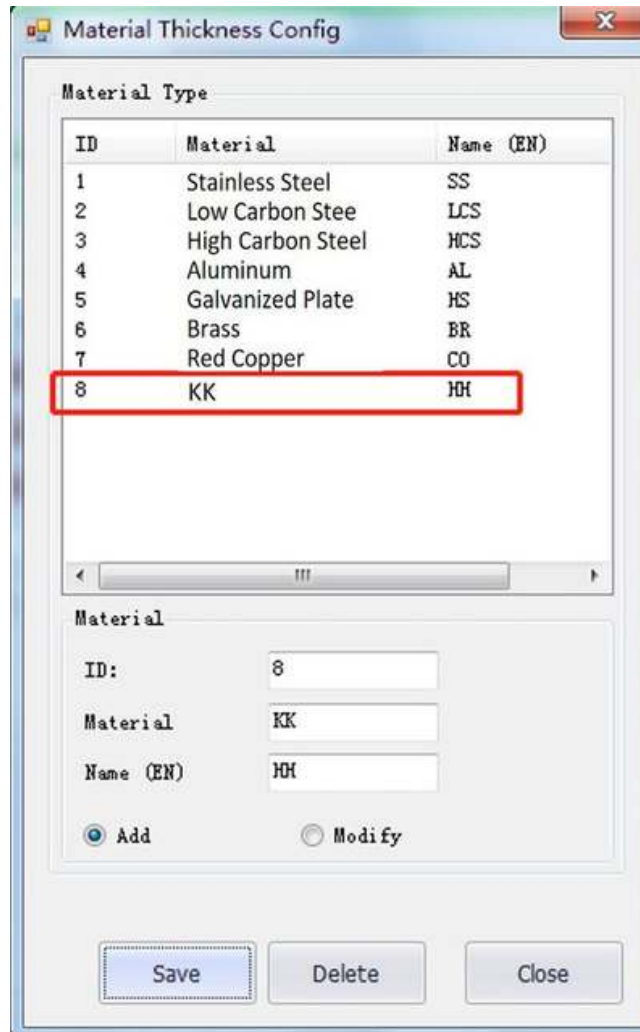 Material Thickness Config
Material Type
ID Material Name (EN)
1 Stainless Steel SS
2 Low Carbon Stee LCS
3 High Carbon Steel HCS
4 Aluminum AL
5 Galvanized Plate HS
6 Brass BR
7 Red Copper CO
8 KK HH
Material
ID: 8
Material KK
Name (EN) HH
Add Modify
Save Delete Close